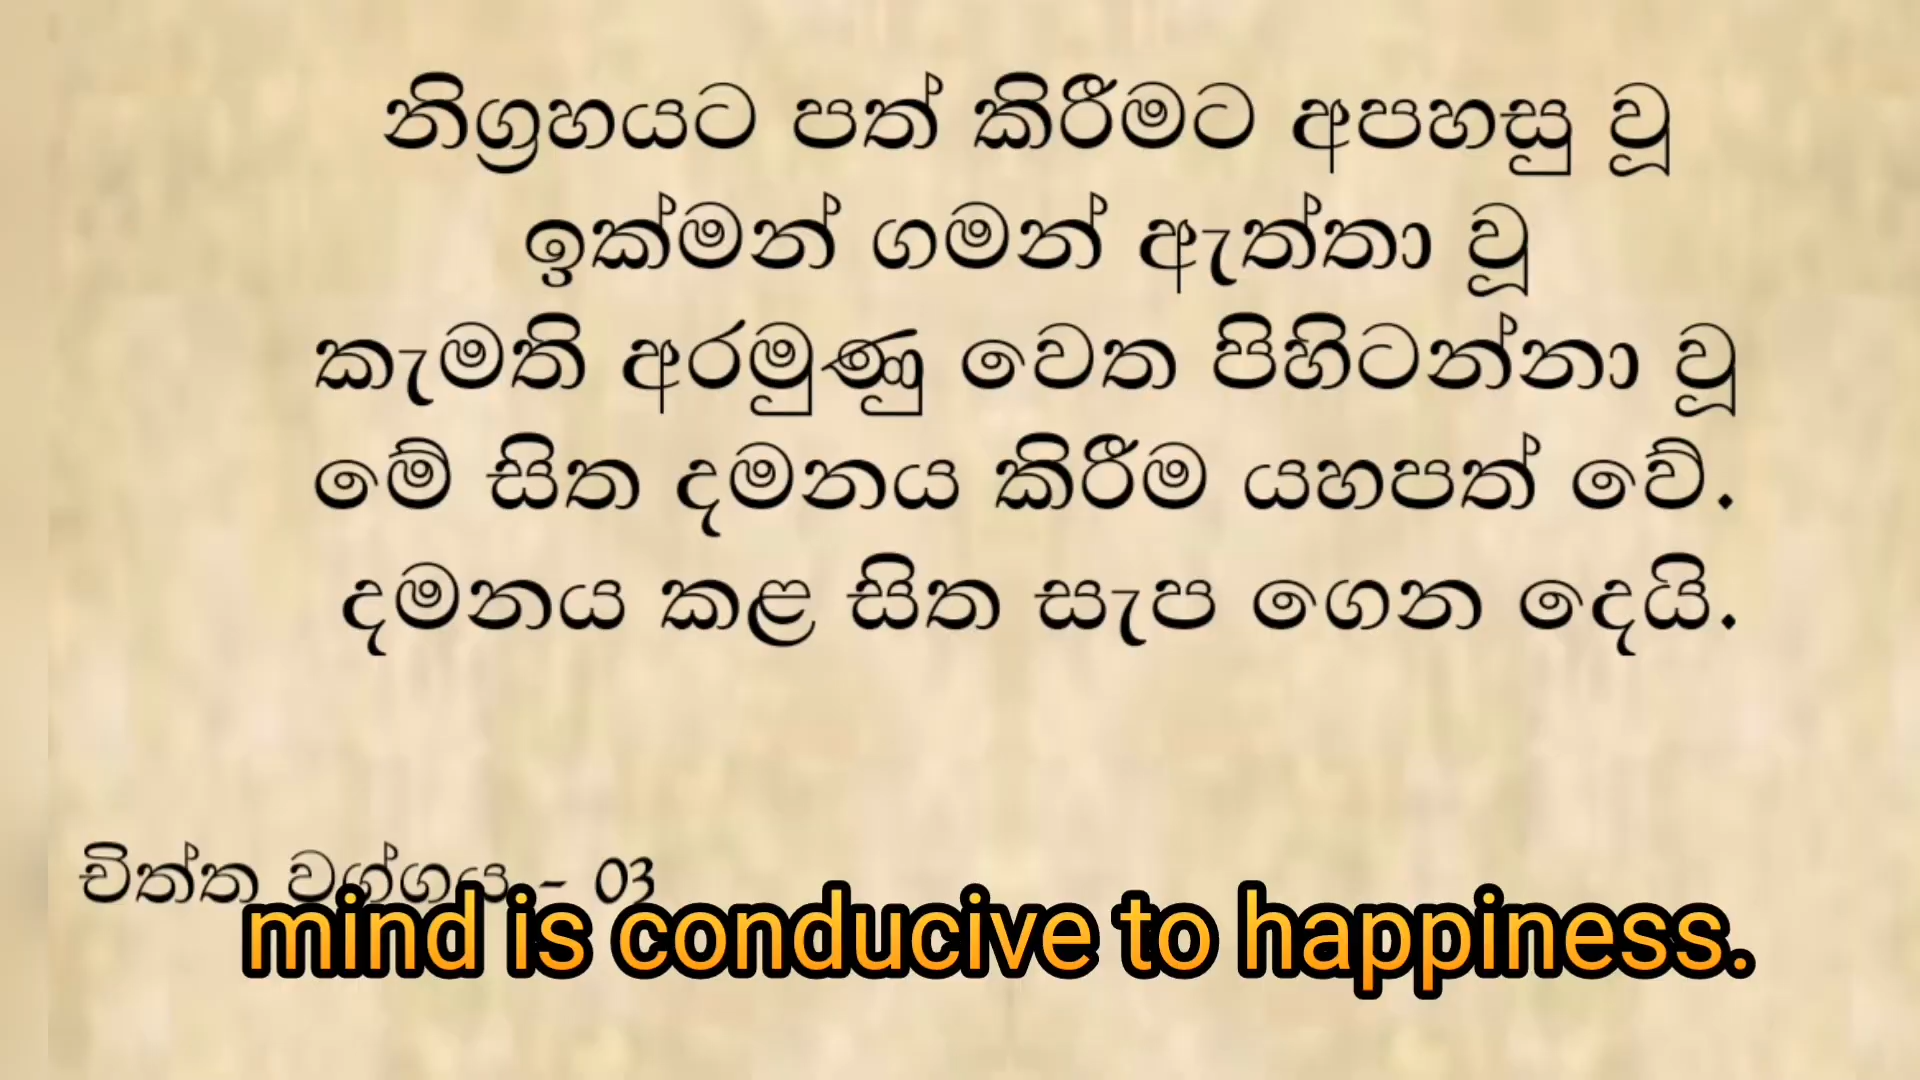 නිග්‍රහයට පත් කිරීමට අපහසු වූ
ඉක්මන් ගමන් ඇත්තා වූ
කැමති අරමුණු වෙත පිහිටන්නා වූ
මේ සිත දමනය කිරීම යහපත් වේ.
දමනය කළ සිත සැප ගෙන දෙයි.
චිත්ත වග්ගය - 03
mind is conducive to happiness.